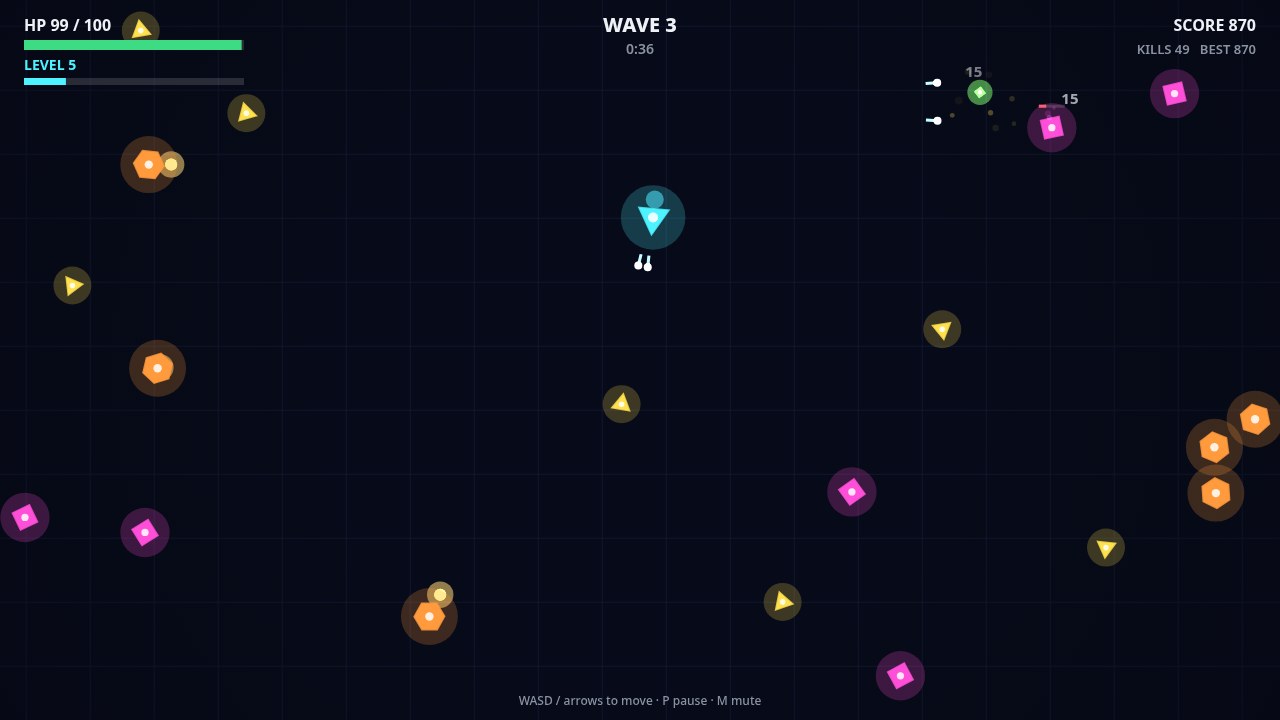 HP 99 / 100
WAVE 3
SCORE 870
0:36
KILLS 49 BEST 870
LEVEL 5
15
15
WASD / arrows to move · P pause · M mute